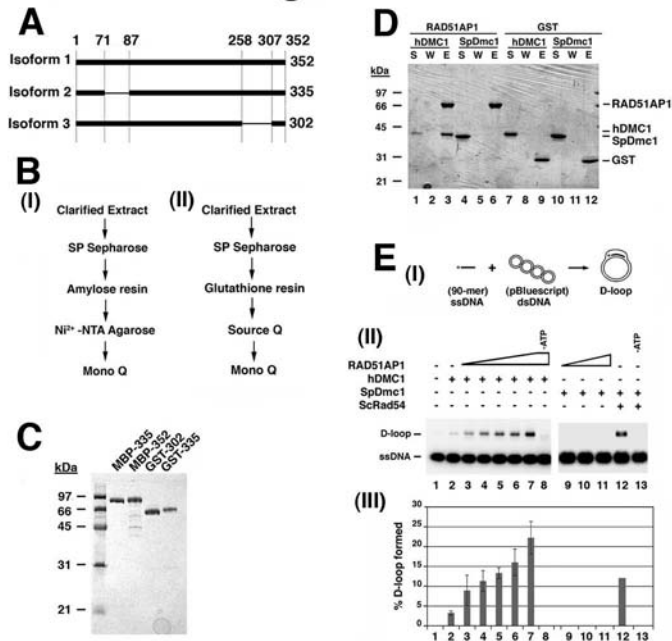 A
1 71 87 258 307 352
Isoform 1 352
Isoform 2 335
Isoform 3 302
B
(I) (II)
Clarified Extract Clarified Extract
SP Sepharose SP Sepharose
Amylose resin Glutathione resin
Ni²⁺ -NTA Agarose Source Q
Mono Q Mono Q
C
MBP-335 MBP-352 GST-302 GST-335
kDa
97
66
45
31
21
D
RAD51AP1 GST
hDMC1 SpDmc1 hDMC1 SpDmc1
S W E S W E S W E S W E
kDa
97
66 RAD51AP1
45 hDMC1
SpDmc1
31 GST
21
1 2 3 4 5 6 7 8 9 10 11 12
E
(I)
+
(90-mer) (pBluescript)
ssDNA dsDNA D-loop
(II)
-ATP -ATP
RAD51AP1 - - - -
hDMC1 - + + + + + + + - - - - -
SpDmc1 + + + + +
ScRad54 + +
D-loop
ssDNA
1 2 3 4 5 6 7 8 9 10 11 12 13
(III)
% D-loop formed
30
25
20
15
10
5
0
1 2 3 4 5 6 7 8 9 10 11 12 13